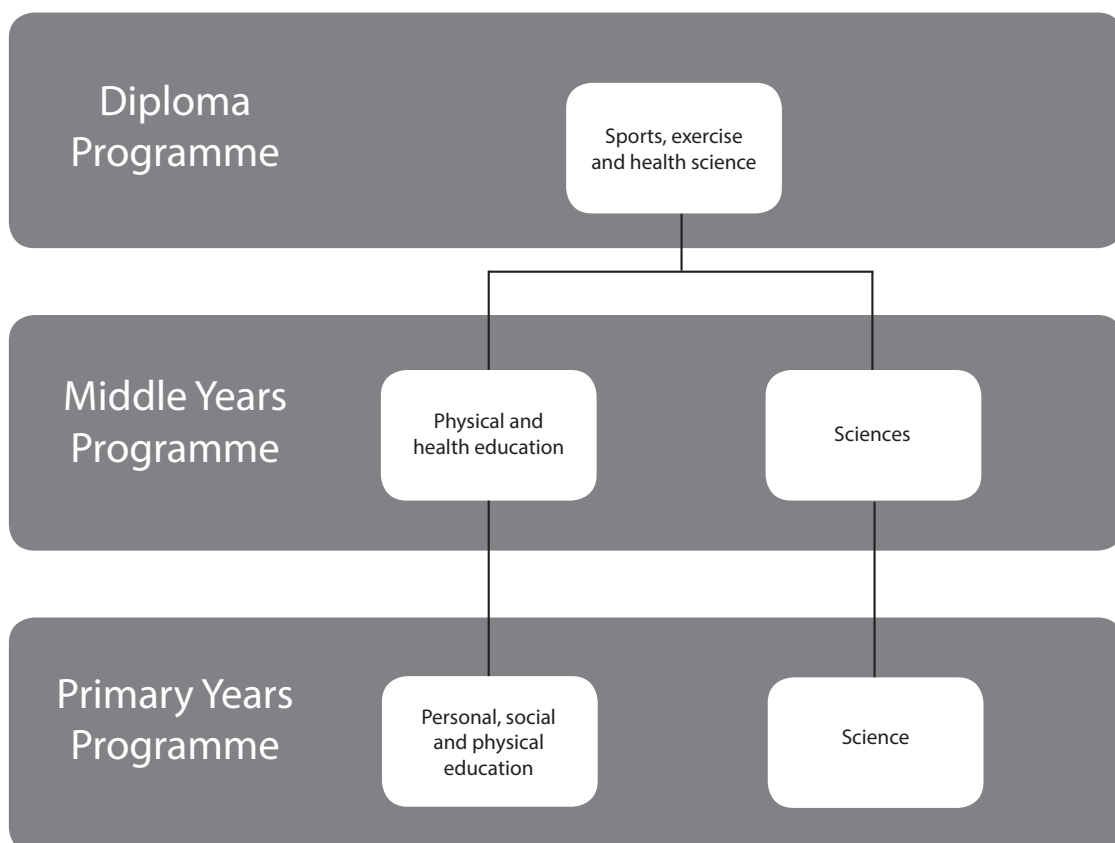 Diploma
Programme
Sports, exercise
and health science
Middle Years
Programme
Physical and
health education
Sciences
Primary Years
Programme
Personal, social
and physical
education
Science